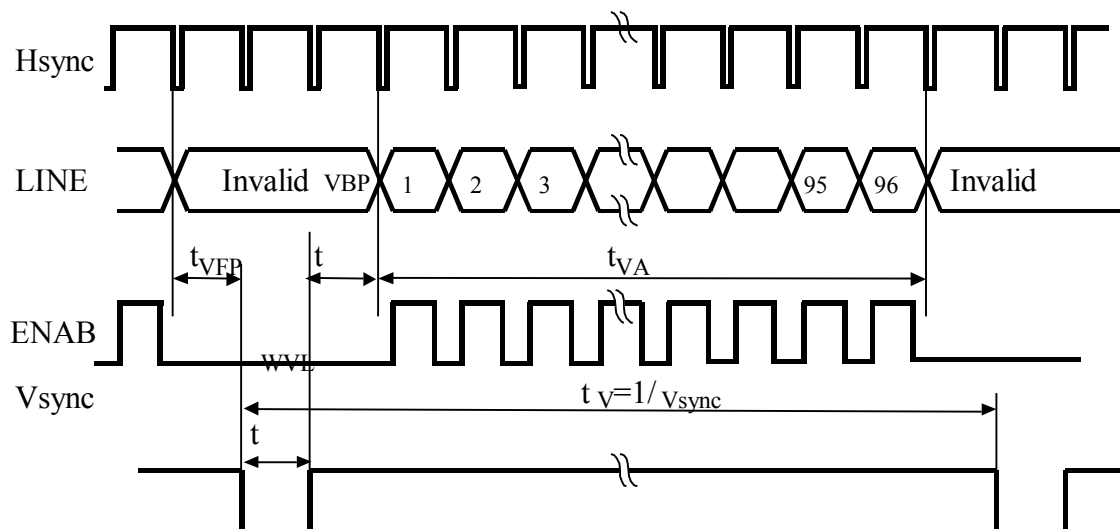 Hsync
LINE
Invalid VBP 1 2 3 95 96 Invalid
tVFP t tVA
ENAB
WVL
Vsync
t V=1/ Vsync
t